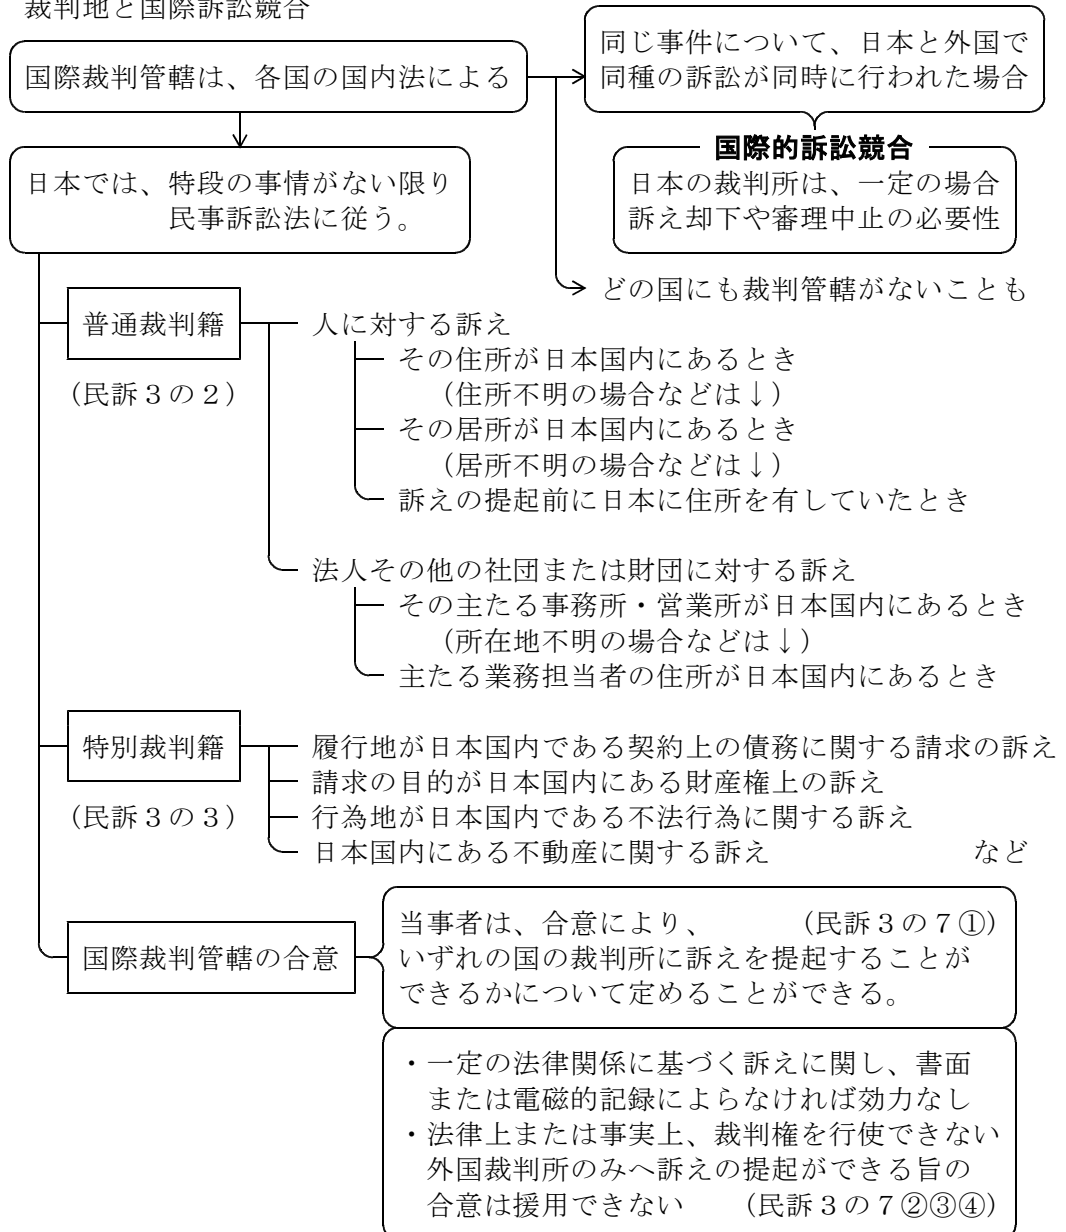 裁判地と国際訴訟競合
国際裁判管轄は、各国の国内法による
同じ事件について、日本と外国で
同種の訴訟が同時に行われた場合
国際的訴訟競合
日本の裁判所は、一定の場合
訴え却下や審理中止の必要性
どの国にも裁判管轄がないことも
日本では、特段の事情がない限り
民事訴訟法に従う。
普通裁判籍
(民訴3の2)
人に対する訴え
その住所が日本国内にあるとき
(住所不明の場合などは↓)
その居所が日本国内にあるとき
(居所不明の場合などは↓)
訴えの提起前に日本に住所を有していたとき
法人その他の社団または財団に対する訴え
その主たる事務所・営業所が日本国内にあるとき
(所在地不明の場合などは↓)
主たる業務担当者の住所が日本国内にあるとき
特別裁判籍
(民訴3の3)
履行地が日本国内である契約上の債務に関する請求の訴え
請求の目的が日本国内にある財産権上の訴え
行為地が日本国内である不法行為に関する訴え
日本国内にある不動産に関する訴え など
国際裁判管轄の合意
当事者は、合意により、 (民訴3の7①)
いずれの国の裁判所に訴えを提起することが
できるかについて定めることができる。
・一定の法律関係に基づく訴えに関し、書面
または電磁的記録によらなければ効力なし
・法律上または事実上、裁判権を行使できない
外国裁判所のみへ訴えの提起ができる旨の
合意は援用できない (民訴3の7②③④)